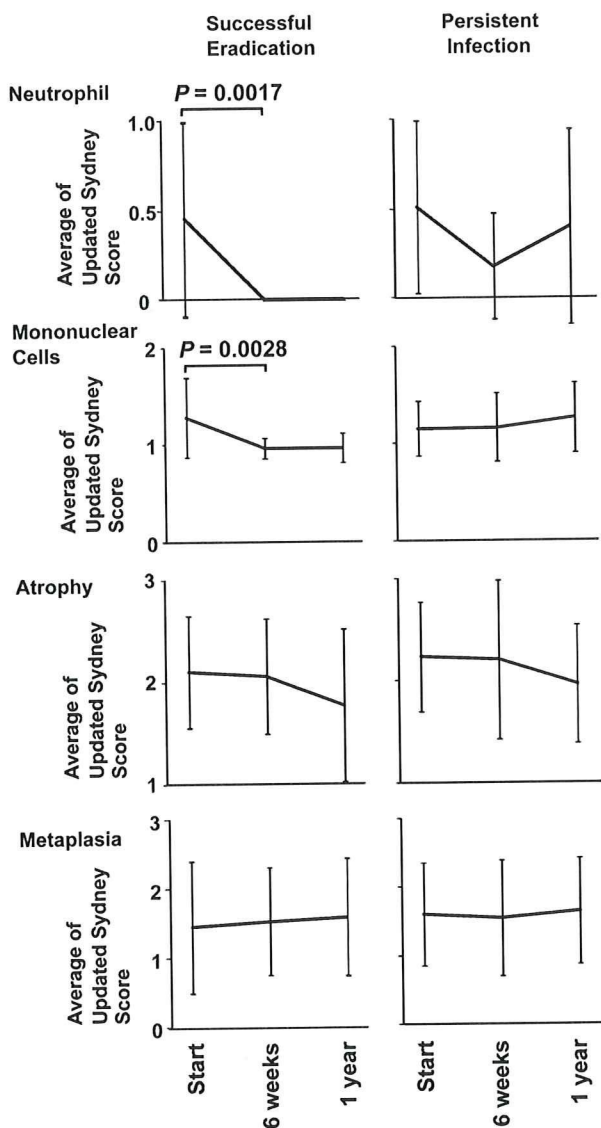 Successful
Eradication
Persistent
Infection
Neutrophil
P = 0.0017
Average of
Updated Sydney
Score
1.0
0.5
0
Mononuclear
Cells
P = 0.0028
Average of
Updated Sydney
Score
2
1
0
Atrophy
Average of
Updated Sydney
Score
3
2
1
Metaplasia
Average of
Updated Sydney
Score
3
2
1
0
Start
6 weeks
1 year
Start
6 weeks
1 year